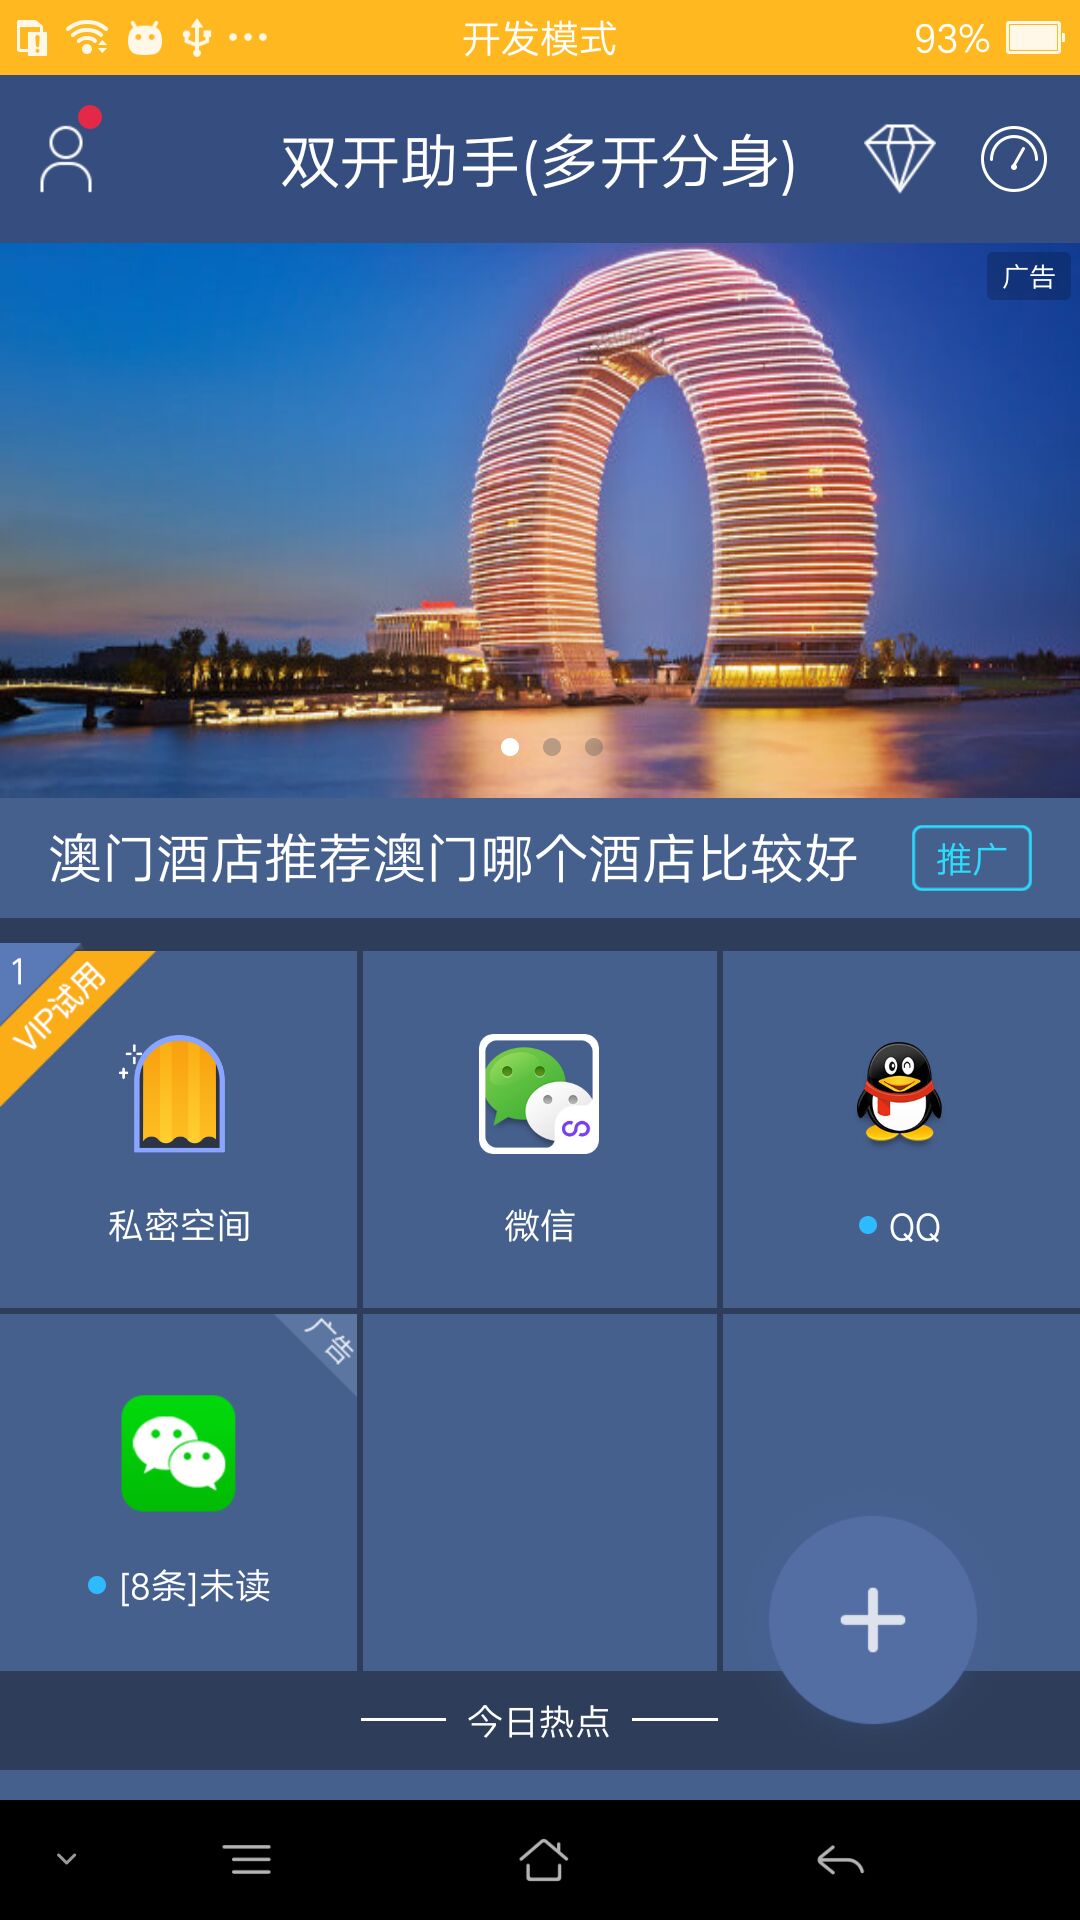 开发模式
93%
双开助手(多开分身)
广告
澳门酒店推荐澳门哪个酒店比较好
推广
1
VIP试用
私密空间
微信
QQ
广告
[8条]未读
今日热点